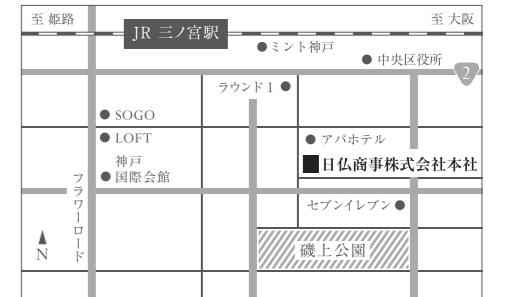 至 姫路
至 大阪
JR 三ノ宮駅
ミント神戸
中央区役所
2
ラウンド1
SOGO
LOFT
アパホテル
神戸
国際会館
日仏商事株式会社本社
フラワーロード
セブンイレブン
磯上公園
N